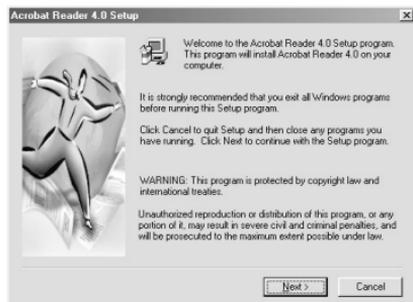 Acrobat Reader 4.0 Setup
Welcome to the Acrobat Reader 4.0 Setup program.
This program will install Acrobat Reader 4.0 on your
computer.
It is strongly recommended that you exit all Windows programs
before running this Setup program.
Click Cancel to quit Setup and then close any programs you
have running. Click Next to continue with the Setup program.
WARNING: This program is protected by copyright law and
international treaties.
Unauthorized reproduction or distribution of this program, or any
portion of it, may result in severe civil and criminal penalties, and
will be prosecuted to the maximum extent possible under law.
Next >
Cancel